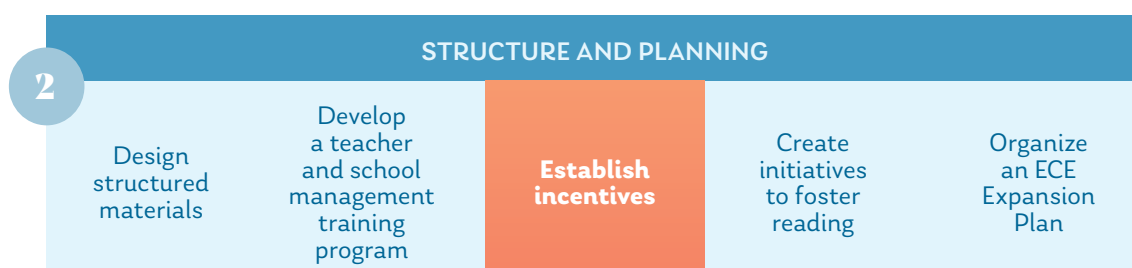 STRUCTURE AND PLANNING
2
Design
structured
materials
Develop
a teacher
and school
management
training
program
Establish
incentives
Create
initiatives
to foster
reading
Organize
an ECE
Expansion
Plan